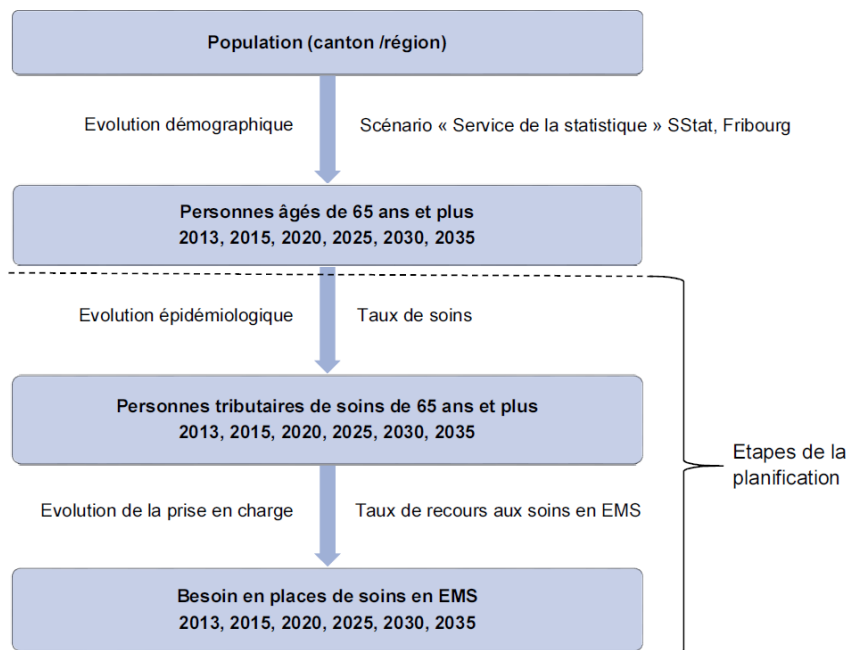 Population (canton /région)
Evolution démographique
Scénario « Service de la statistique » SStat, Fribourg
Personnes âgés de 65 ans et plus
2013, 2015, 2020, 2025, 2030, 2035
Evolution épidémiologique
Taux de soins
Personnes tributaires de soins de 65 ans et plus
2013, 2015, 2020, 2025, 2030, 2035
Etapes de la
planification
Evolution de la prise en charge
Taux de recours aux soins en EMS
Besoin en places de soins en EMS
2013, 2015, 2020, 2025, 2030, 2035